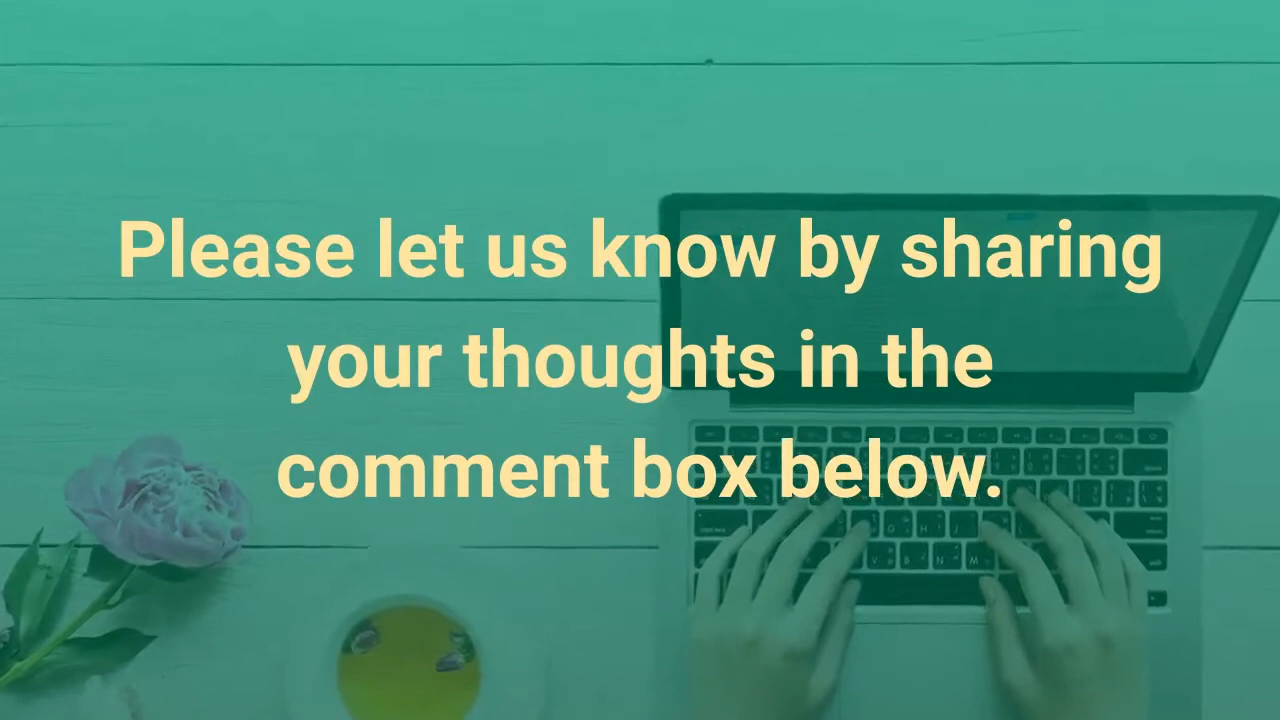 Please let us know by sharing
your thoughts in the
comment box below.